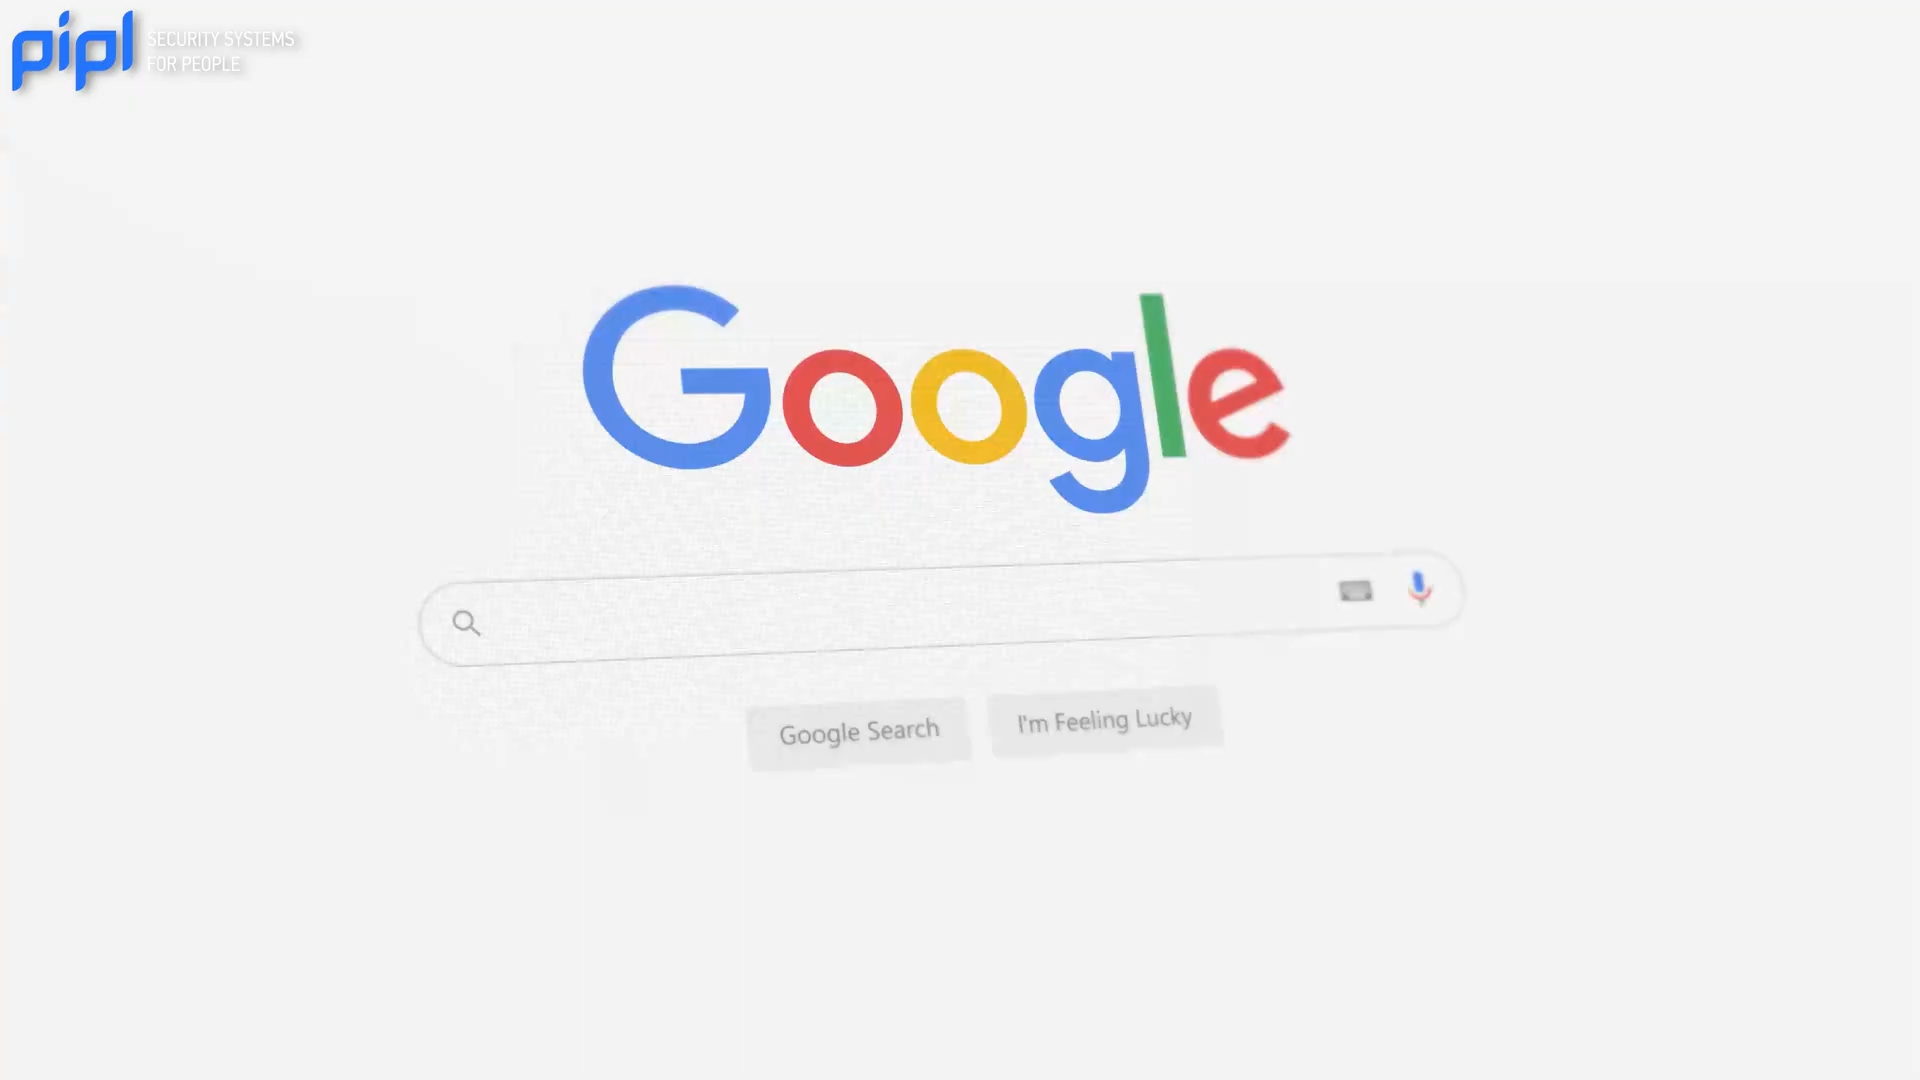 pipl
SECURITY SYSTEMS
FOR PEOPLE
Google
Google Search
I'm Feeling Lucky